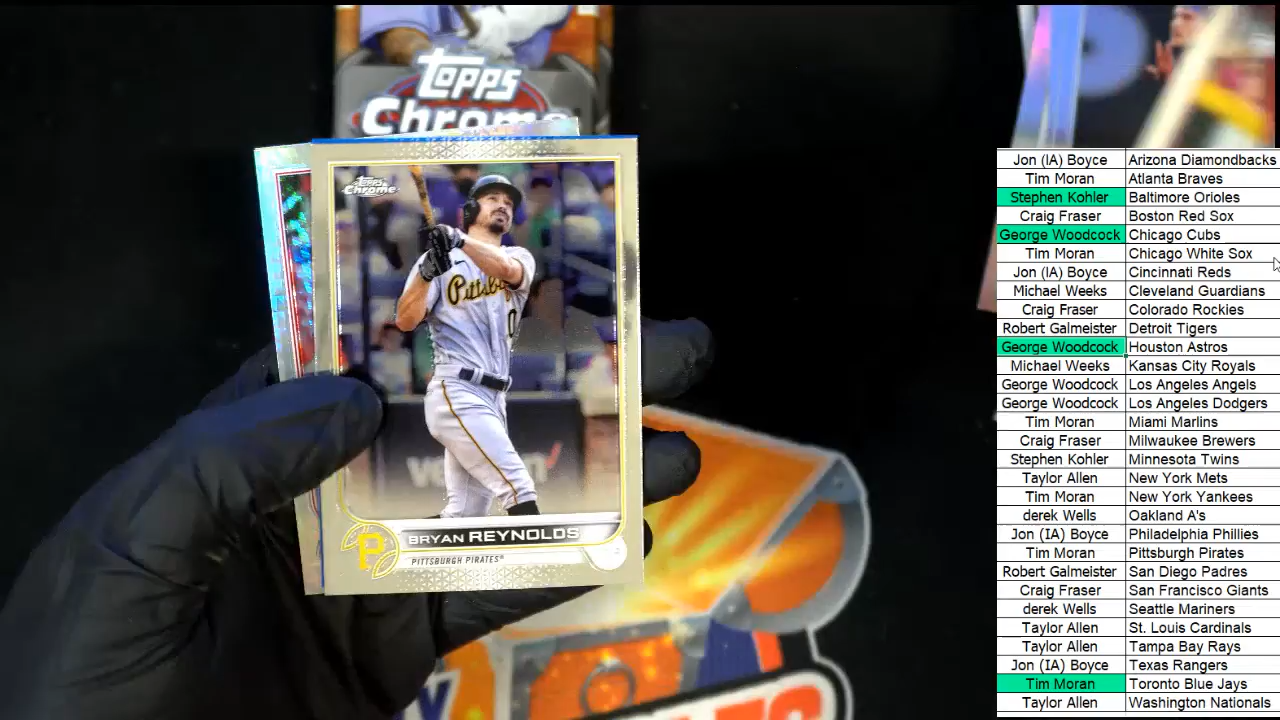 Topps
Chrome
Topps
Chrome
Pittsbu
BRYAN REYNOLDS
PITTSBURGH PIRATES®
P
Jon (IA) Boyce Arizona Diamondbacks
Tim Moran Atlanta Braves
Stephen Kohler Baltimore Orioles
Craig Fraser Boston Red Sox
George Woodcock Chicago Cubs
Tim Moran Chicago White Sox
Jon (IA) Boyce Cincinnati Reds
Michael Weeks Cleveland Guardians
Craig Fraser Colorado Rockies
Robert Galmeister Detroit Tigers
George Woodcock Houston Astros
Michael Weeks Kansas City Royals
George Woodcock Los Angeles Angels
George Woodcock Los Angeles Dodgers
Tim Moran Miami Marlins
Craig Fraser Milwaukee Brewers
Stephen Kohler Minnesota Twins
Taylor Allen New York Mets
Tim Moran New York Yankees
derek Wells Oakland A's
Jon (IA) Boyce Philadelphia Phillies
Tim Moran Pittsburgh Pirates
Robert Galmeister San Diego Padres
Craig Fraser San Francisco Giants
derek Wells Seattle Mariners
Taylor Allen St. Louis Cardinals
Taylor Allen Tampa Bay Rays
Jon (IA) Boyce Texas Rangers
Tim Moran Toronto Blue Jays
Taylor Allen Washington Nationals